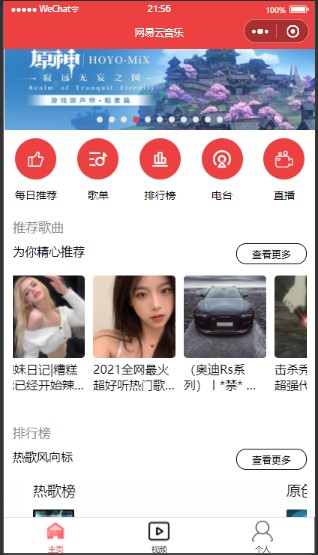 WeChat
21:56
100%
网易云音乐
原神 HOYO-MiX
寂远无妄之国
Realm of Tranquil Eternity
游戏原声带·稻妻篇
每日推荐
歌单
排行榜
电台
直播
推荐歌曲
为你精心推荐
查看更多
妹日记|糟糕
已经开始辣...
2021全网最火
超好听热门歌...
（奥迪Rs系
列）丨*禁* ...
击杀秀
超强代
排行榜
热歌风向标
查看更多
热歌榜
原仓
主页
视频
个人